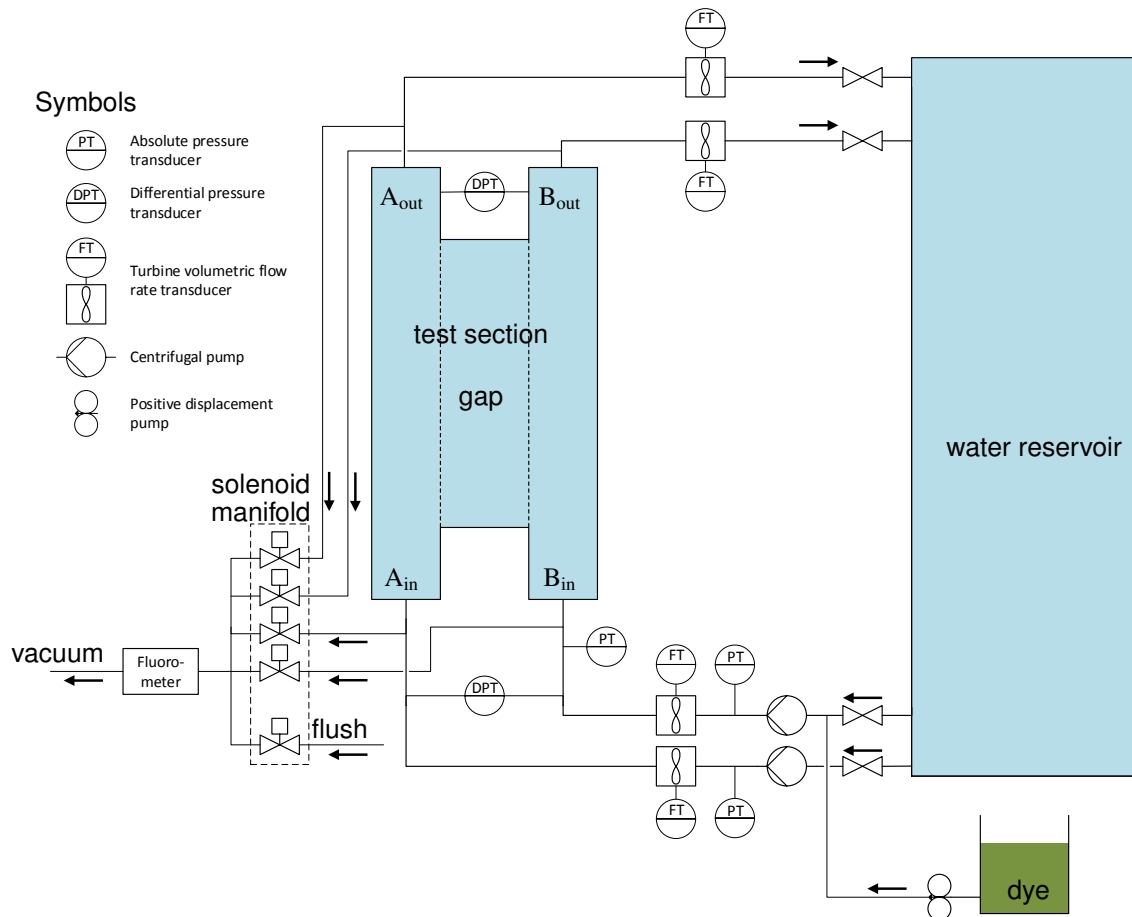 FT
FT
Symbols
PT
Absolute pressure
transducer
DPT
Differential pressure
transducer
FT
Turbine volumetric flow
rate transducer
Centrifugal pump
Positive displacement
pump
Aout
DPT
Bout
test section
gap
water reservoir
solenoid
manifold
Ain
Bin
vacuum
Fluoro-
meter
flush
PT
DPT
FT
PT
FT
PT
dye